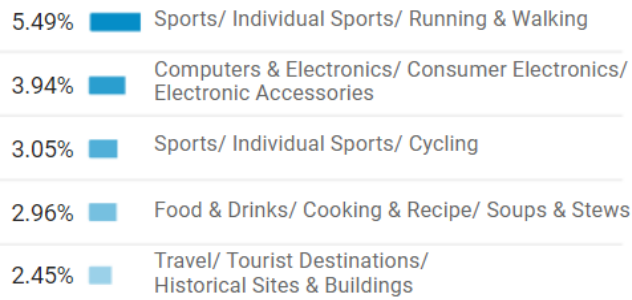 5.49% Sports/ Individual Sports/ Running & Walking
3.94% Computers & Electronics/ Consumer Electronics/
Electronic Accessories
3.05% Sports/ Individual Sports/ Cycling
2.96% Food & Drinks/ Cooking & Recipe/ Soups & Stews
2.45% Travel/ Tourist Destinations/
Historical Sites & Buildings